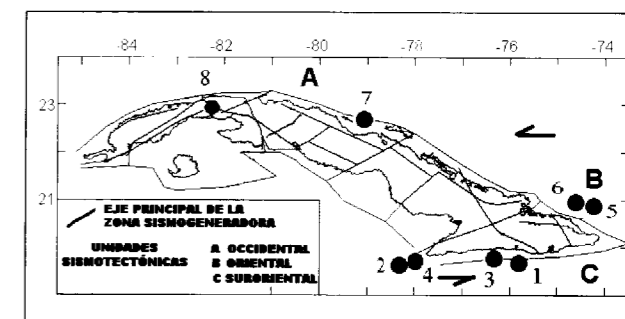 -84 -82 -80 -78 -76 -74
A
8
7
23
21
6 B
5
EJE PRINCIPAL DE LA
ZONA SISMOGENERADORA
UNIDADES
SISMOTECTÓNICAS
A OCCIDENTAL
B ORIENTAL
C SURORIENTAL
2 4 3 1
C